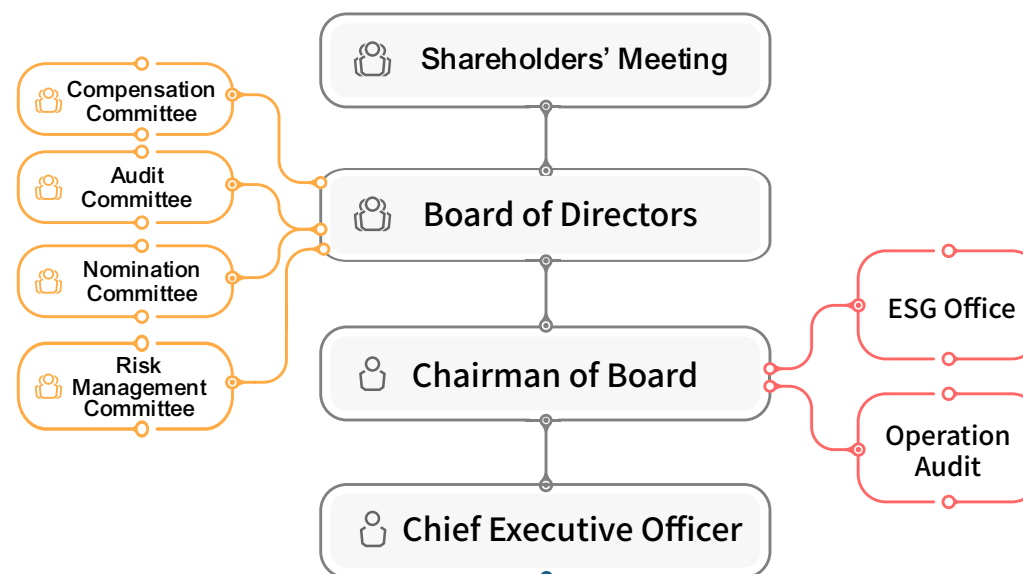 Shareholders’ Meeting
Compensation
Committee
Audit
Committee
Board of Directors
Nomination
Committee
ESG Office
Risk
Management
Committee
Chairman of Board
Operation
Audit
Chief Executive Officer